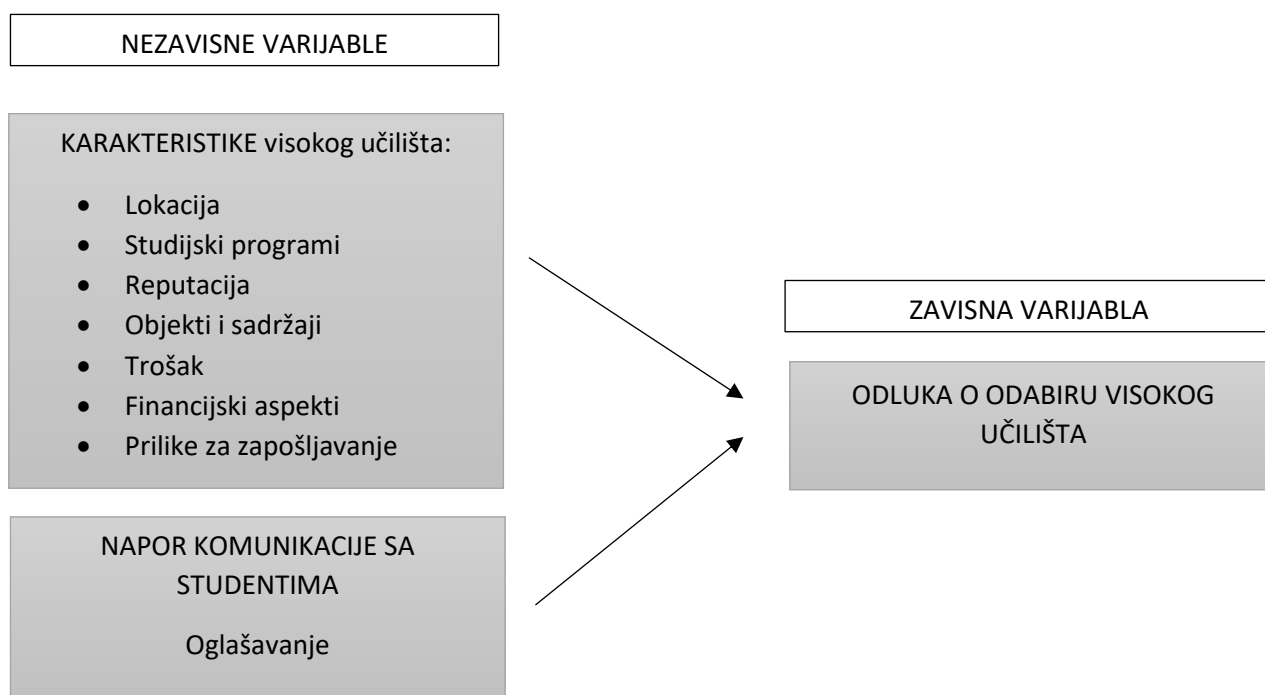 NEZAVISNE VARIJABLE
KARAKTERISTIKE visokog učilišta:
• Lokacija
• Studijski programi
• Reputacija
• Objekti i sadržaji
• Trošak
• Financijski aspekti
• Prilike za zapošljavanje
NAPOR KOMUNIKACIJE SA
STUDENTIMA
Oglašavanje
ZAVISNA VARIJABLA
ODLUKA O ODABIRU VISOKOG
UČILIŠTA